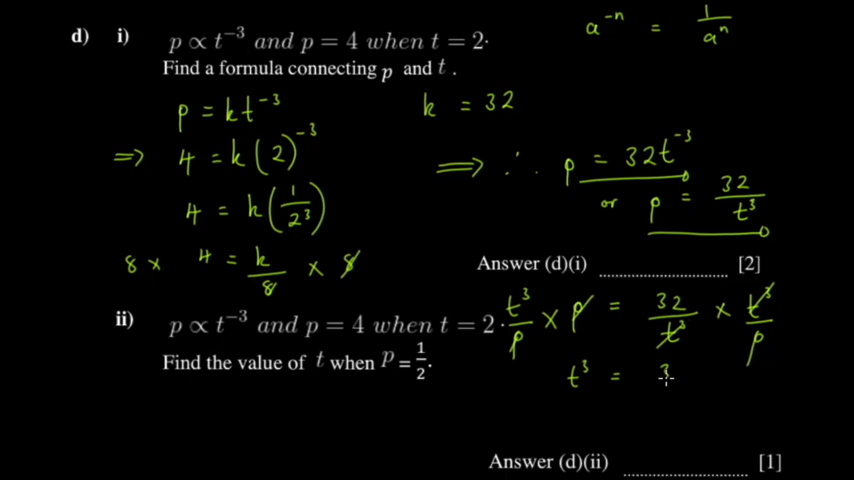 d) i) p ∝ t⁻³ and p = 4 when t = 2.
Find a formula connecting p and t .
a⁻ⁿ = 1/aⁿ
p = kt⁻³
⇒ 4 = k(2)⁻³
4 = k(1/2³)
8 × 4 = k/8 × 8
k = 32
⇒ ∴ p = 32t⁻³
or p = 32/t³
Answer (d)(i) ........................ [2]
ii) p ∝ t⁻³ and p = 4 when t = 2.
Find the value of t when p = 1/2.
t³/p × p = 32/t³ × t³/p
t³ = 3
Answer (d)(ii) ........................ [1]